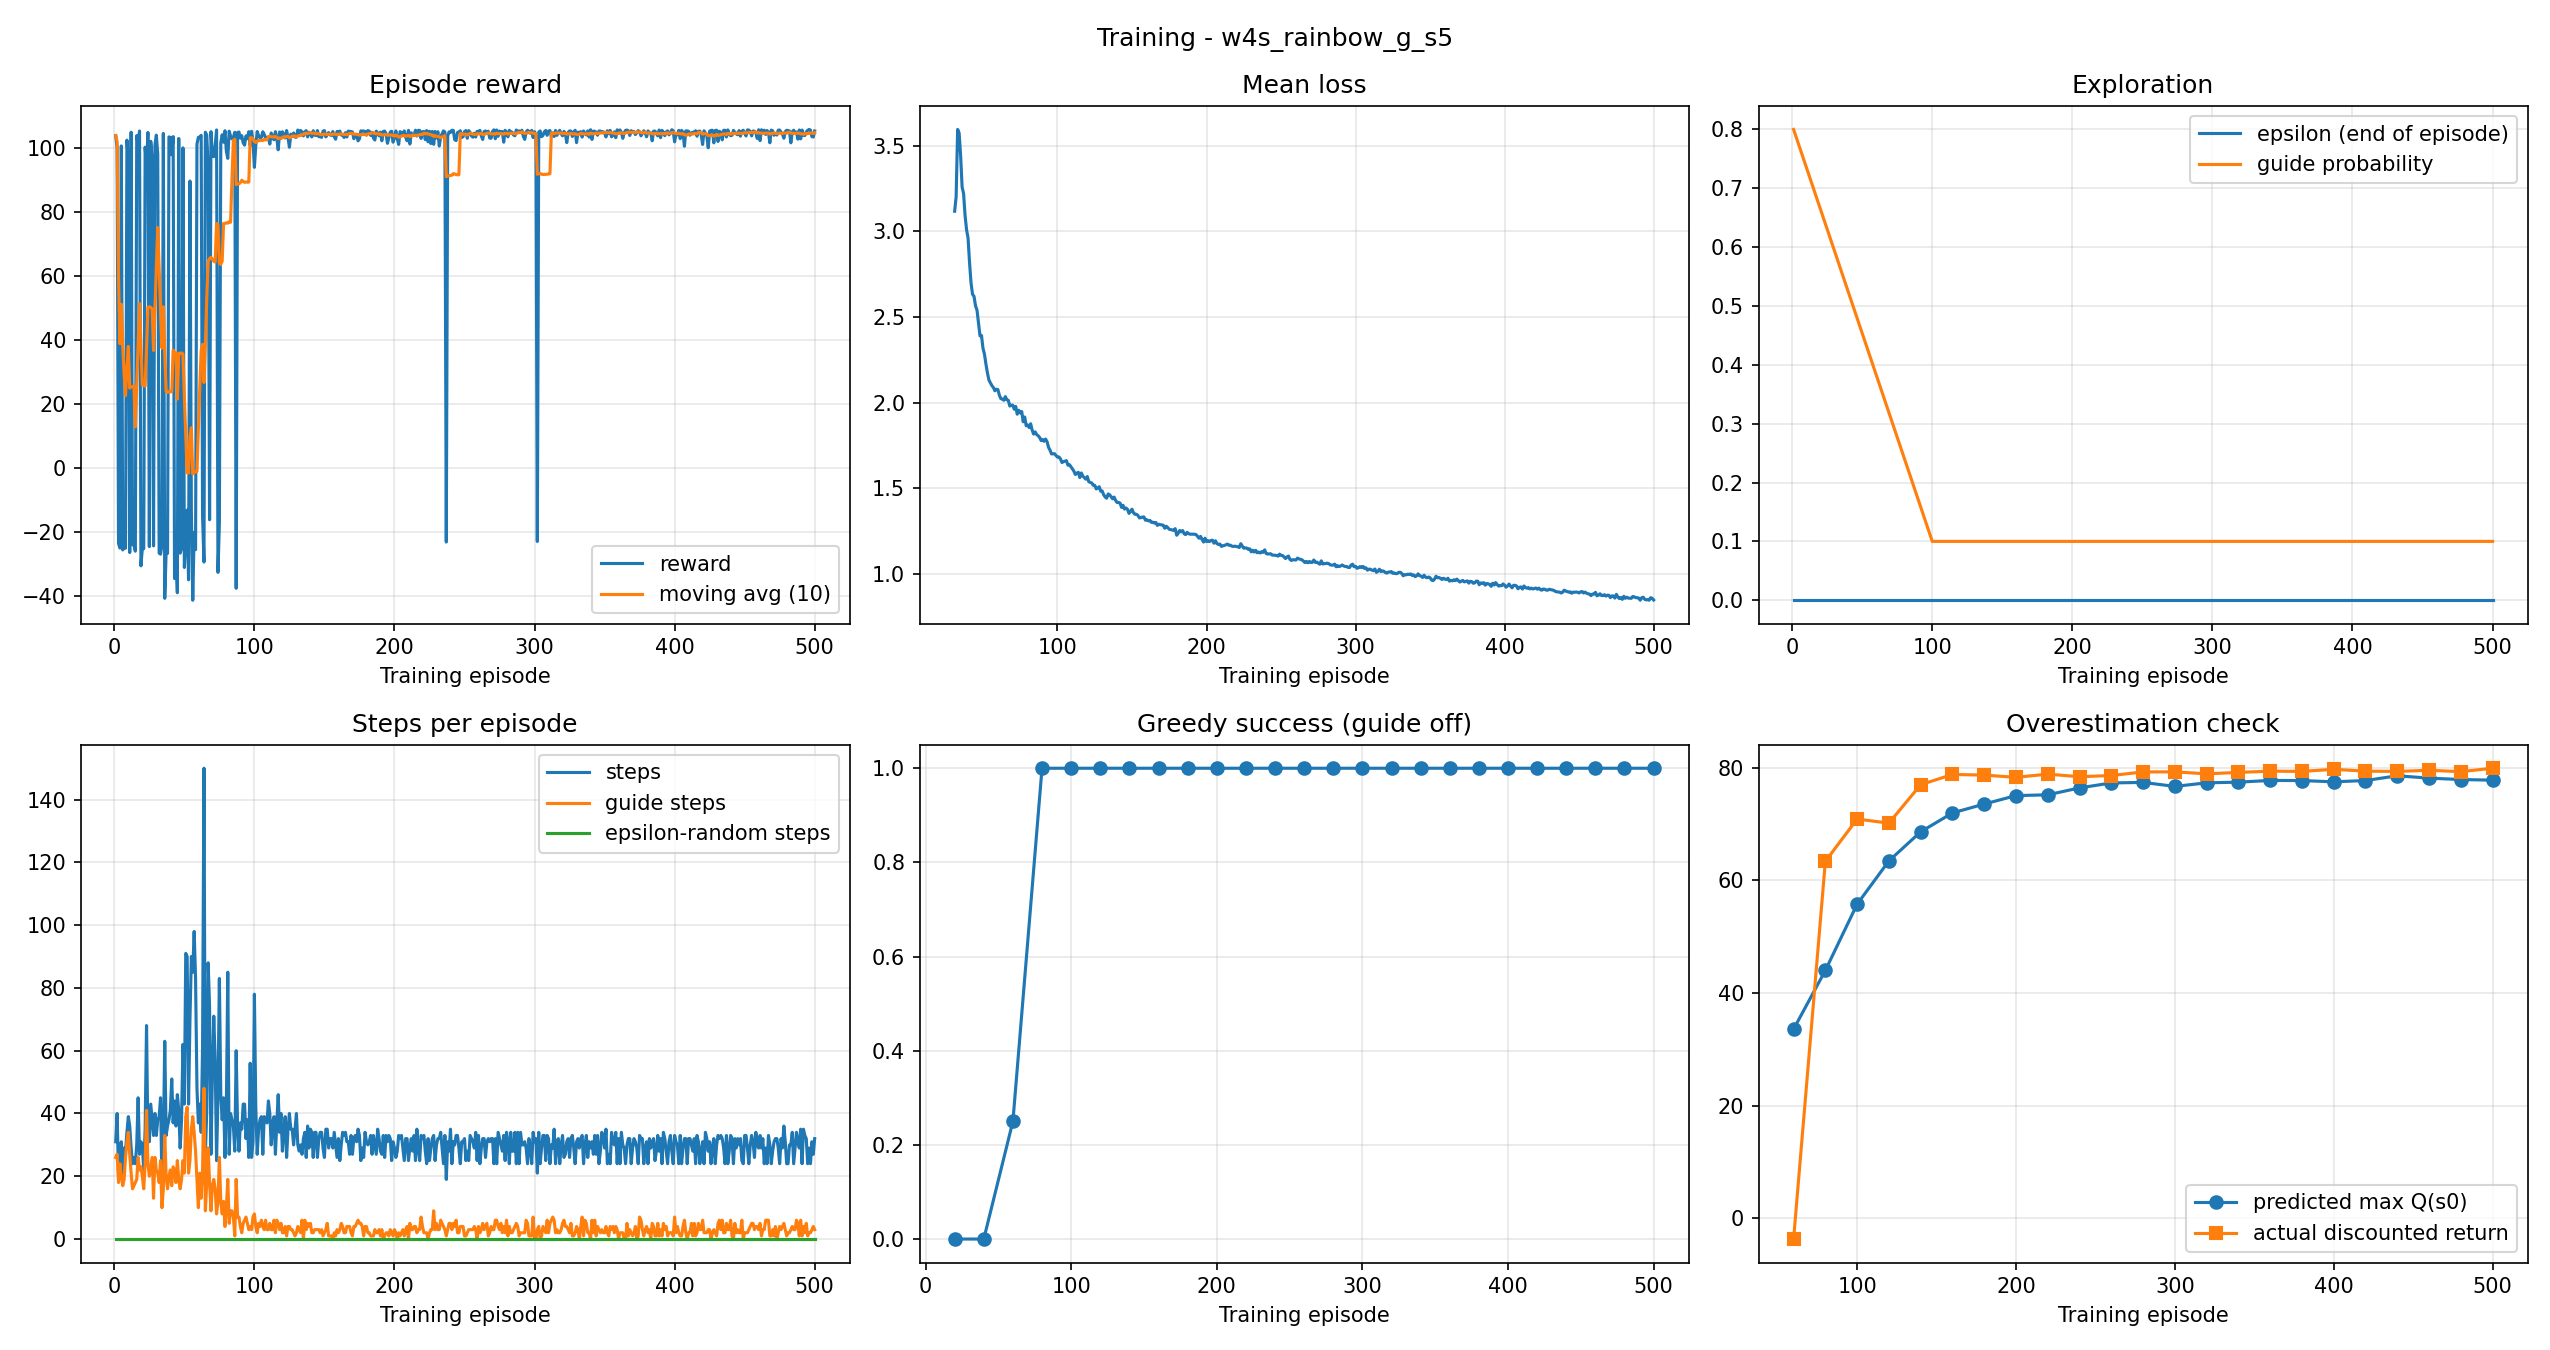 Training - w4s_rainbow_g_s5
Episode reward
100
80
60
40
20
0
−20
−40
0 100 200 300 400 500
Training episode
reward
moving avg (10)
Mean loss
3.5
3.0
2.5
2.0
1.5
1.0
100 200 300 400 500
Training episode
Exploration
0.8
0.7
0.6
0.5
0.4
0.3
0.2
0.1
0.0
0 100 200 300 400 500
Training episode
epsilon (end of episode)
guide probability
Steps per episode
140
120
100
80
60
40
20
0
0 100 200 300 400 500
Training episode
steps
guide steps
epsilon-random steps
Greedy success (guide off)
1.0
0.8
0.6
0.4
0.2
0.0
0 100 200 300 400 500
Training episode
Overestimation check
80
60
40
20
0
100 200 300 400 500
Training episode
predicted max Q(s0)
actual discounted return